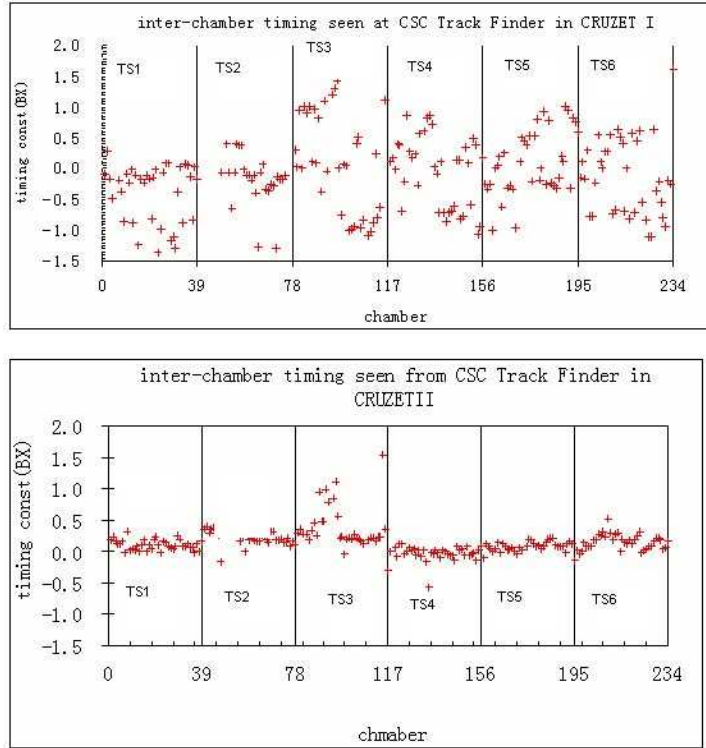 inter-chamber timing seen at CSC Track Finder in CRUZET I
timing const(BX)
2.0
1.5
1.0
0.5
0.0
-0.5
-1.0
-1.5
TS1
TS2
TS3
TS4
TS5
TS6
0 39 78 117 156 195 234
chamber
inter-chamber timing seen from CSC Track Finder in
CRUZETII
timing const(BX)
2.0
1.5
1.0
0.5
0.0
-0.5
-1.0
-1.5
TS1
TS2
TS3
TS4
TS5
TS6
0 39 78 117 156 195 234
chmaber